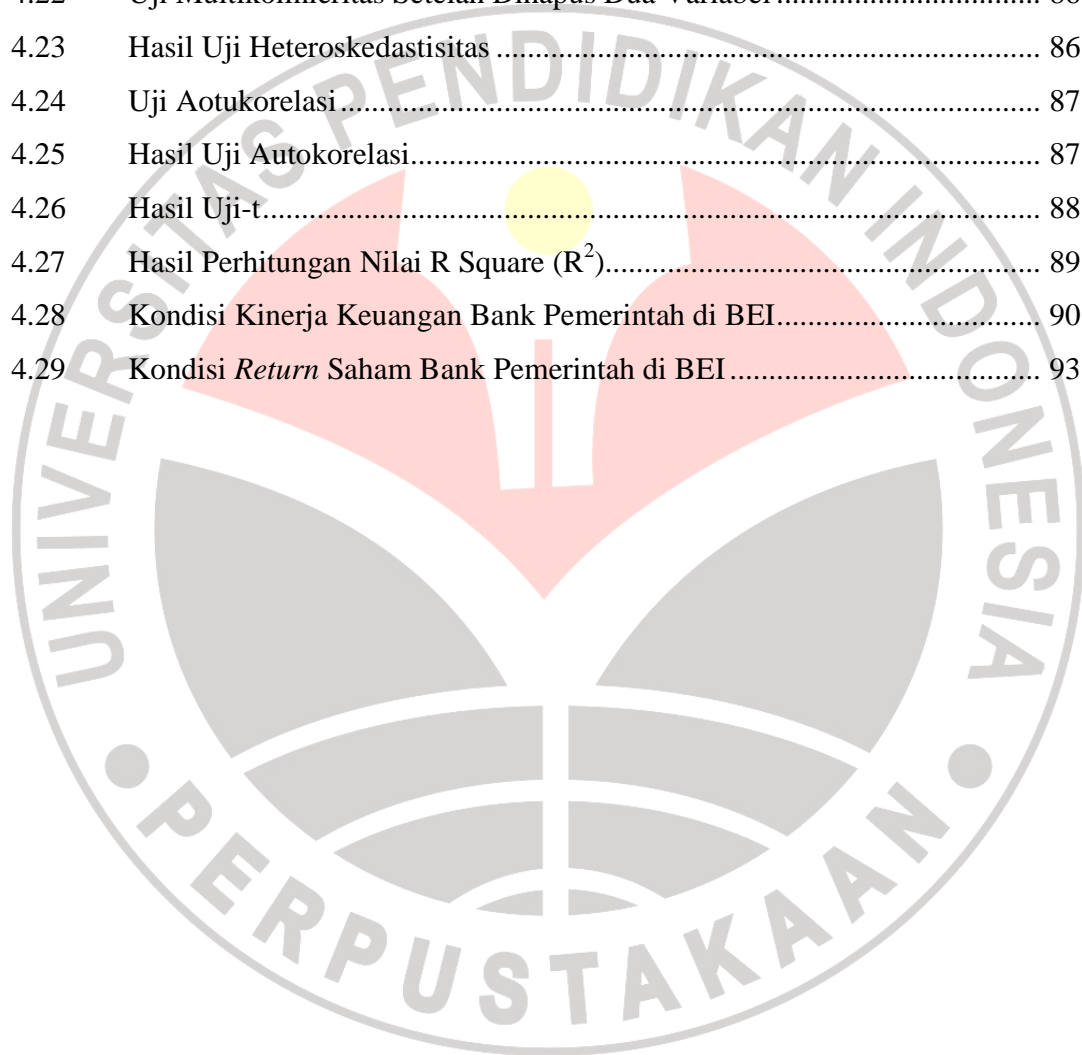 4.23 Hasil Uji Heteroskedastisitas ........................................................ 86
4.24 Uji Aotukorelasi ........................................................ 87
4.25 Hasil Uji Autokorelasi ........................................................ 87
4.26 Hasil Uji-t ........................................................ 88
4.27 Hasil Perhitungan Nilai R Square (R²) ........................................................ 89
4.28 Kondisi Kinerja Keuangan Bank Pemerintah di BEI ........................................................ 90
4.29 Kondisi Return Saham Bank Pemerintah di BEI ........................................................ 93
UNIVERSITAS PENDIDIKAN INDONESIA
PERPUSTAKAAN